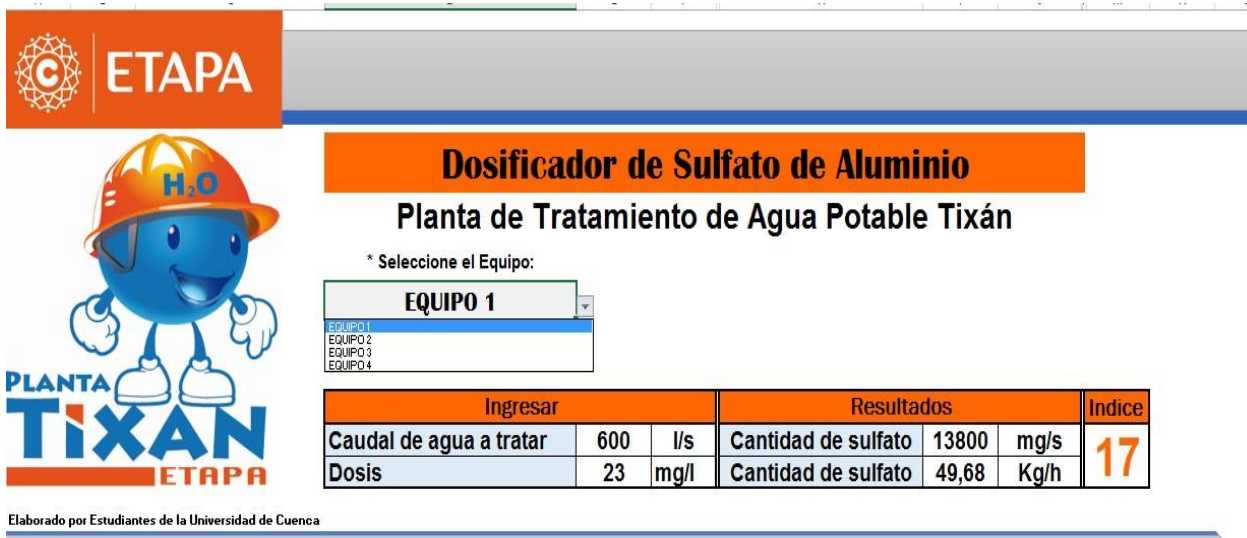 C ETAPA
H2O
Dosificador de Sulfato de Aluminio
Planta de Tratamiento de Agua Potable Tixán
* Seleccione el Equipo:
EQUIPO 1
EQUIPO 1
EQUIPO 2
EQUIPO 3
EQUIPO 4
PLANTA
TiXAN
ETAPA
Ingresar Resultados Indice
Caudal de agua a tratar 600 l/s Cantidad de sulfato 13800 mg/s 17
Dosis 23 mg/l Cantidad de sulfato 49,68 Kg/h
Elaborado por Estudiantes de la Universidad de Cuenca